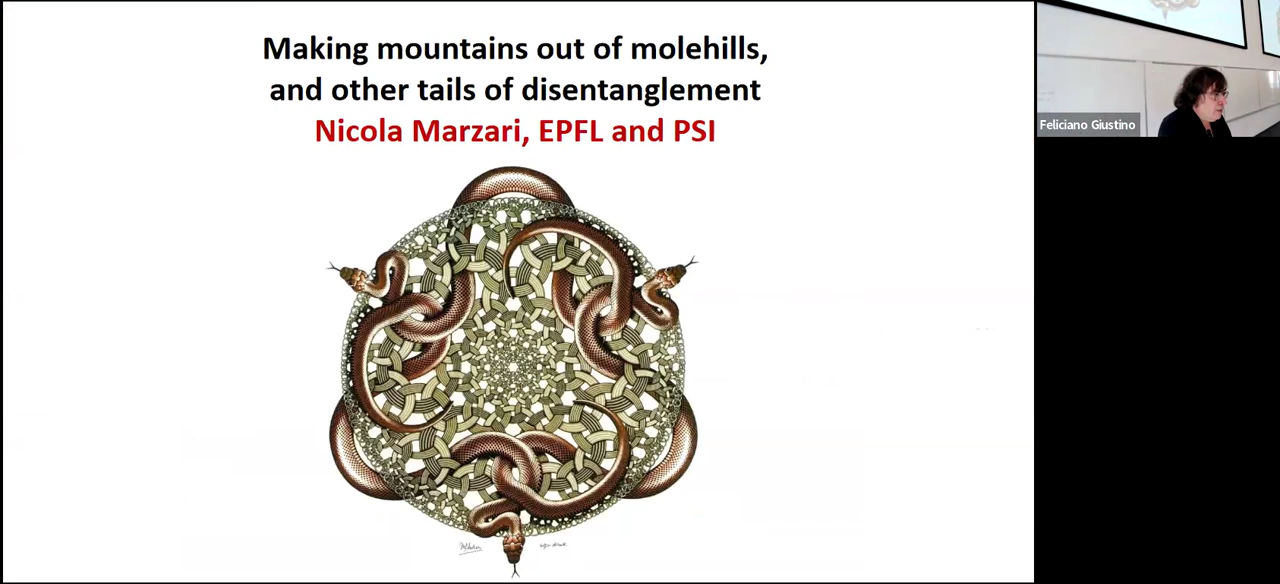 Making mountains out of molehills,
and other tails of disentanglement
Nicola Marzari, EPFL and PSI
Feliciano Giustino